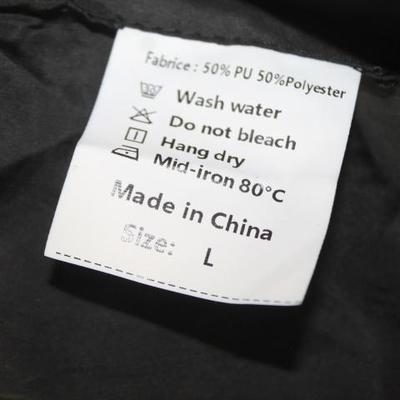 Fabrice : 50% PU 50%Polyester
Wash water
Do not bleach
Hang dry
Mid-iron 80°C
Made in China
Size: L